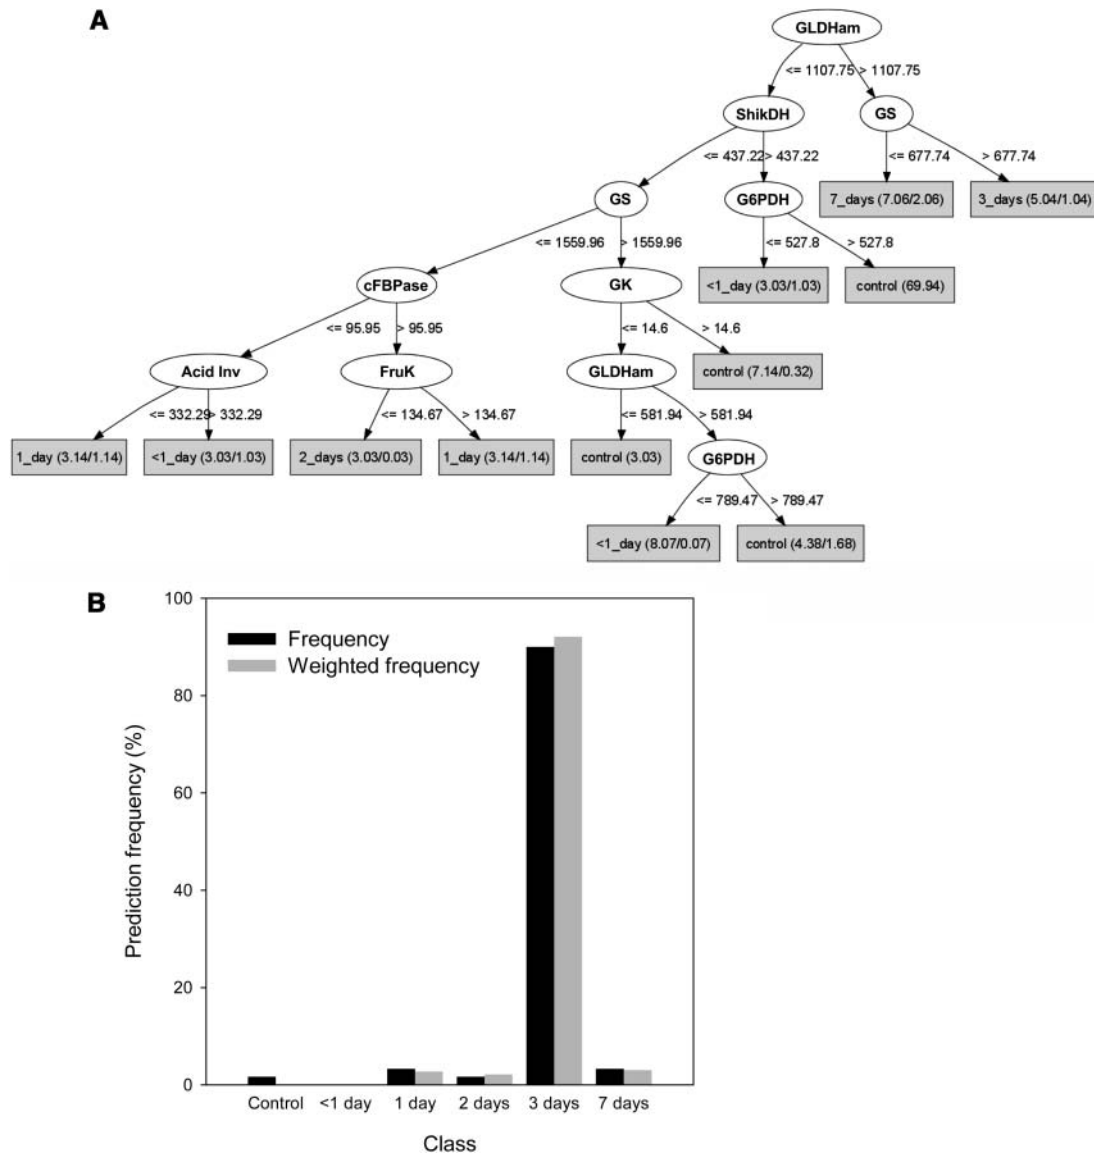 A
GLDHam
<= 1107.75 > 1107.75
ShikDH GS
<= 437.22 > 437.22 <= 677.74 > 677.74
GS G6PDH 7_days (7.06/2.06) 3_days (5.04/1.04)
<= 1559.96 > 1559.96 <= 527.8 > 527.8
cFBPase GK <1_day (3.03/1.03) control (69.94)
<= 95.95 > 95.95 <= 14.6 > 14.6
Acid Inv FruK GLDHam control (7.14/0.32)
<= 332.29 > 332.29 <= 134.67 > 134.67 <= 581.94 > 581.94
1_day (3.14/1.14) <1_day (3.03/1.03) 2_days (3.03/0.03) 1_day (3.14/1.14) control (3.03) G6PDH
<= 789.47 > 789.47
<1_day (8.07/0.07) control (4.38/1.68)
B
100
80
60
40
20
0
Prediction frequency (%)
Frequency
Weighted frequency
Control <1 day 1 day 2 days 3 days 7 days
Class